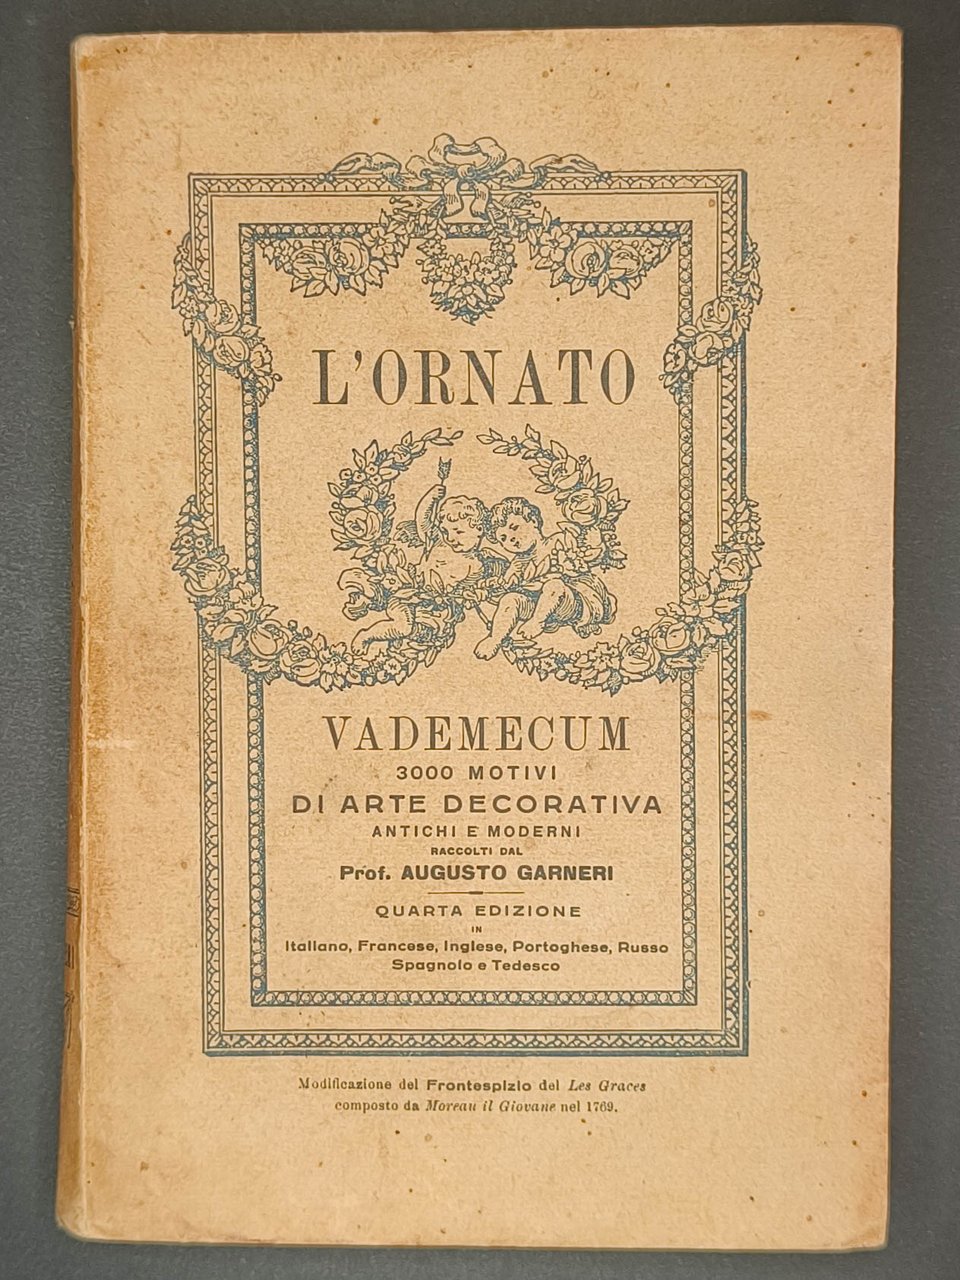 L'ORNATO
VADEMECUM
3000 MOTIVI
DI ARTE DECORATIVA
ANTICHI E MODERNI
RACCOLTI DAL
Prof. AUGUSTO GARNERI
QUARTA EDIZIONE
IN
Italiano, Francese, Inglese, Portoghese, Russo
Spagnolo e Tedesco
Modificazione del Frontespizio del Les Graces
composto da Moreau il Giovane nel 1769.